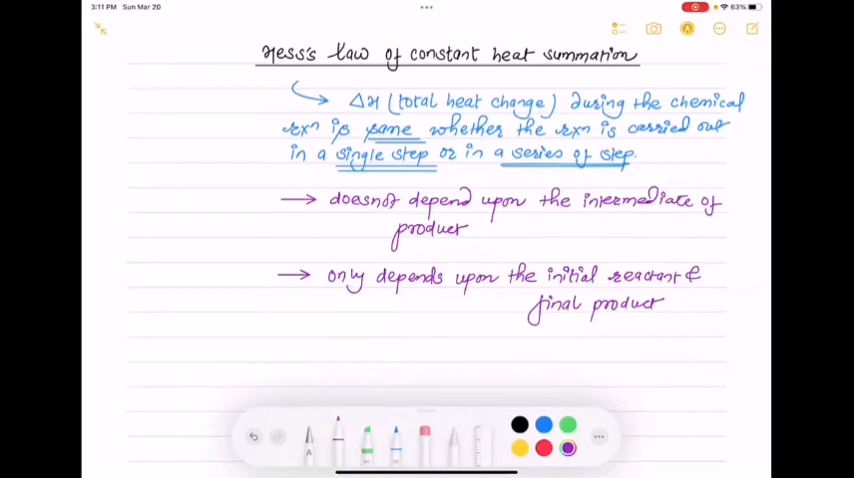 3:11 PM Sun Mar 20
63%
Hess's law of constant heat summation
ΔH (total heat change) during the chemical
rxn is same whether the rxn is carried out
in a single step or in a series of step.
→ doesnot depend upon the intermediate of
product
→ only depends upon the initial reactant &
final product
A